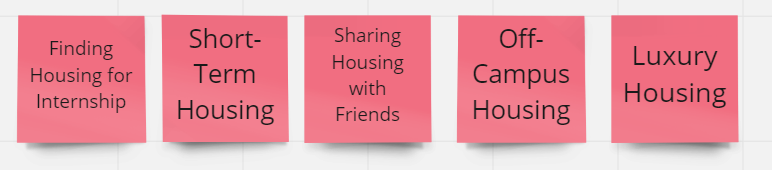 Finding
Housing for
Internship
Short-
Term
Housing
Sharing
Housing
with
Friends
Off-
Campus
Housing
Luxury
Housing